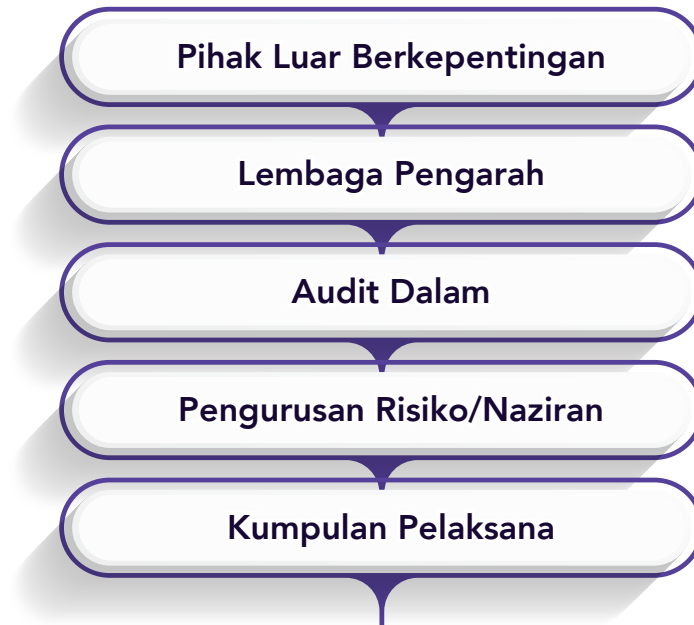 Pihak Luar Berkepentingan
Lembaga Pengarah
Audit Dalam
Pengurusan Risiko/Naziran
Kumpulan Pelaksana